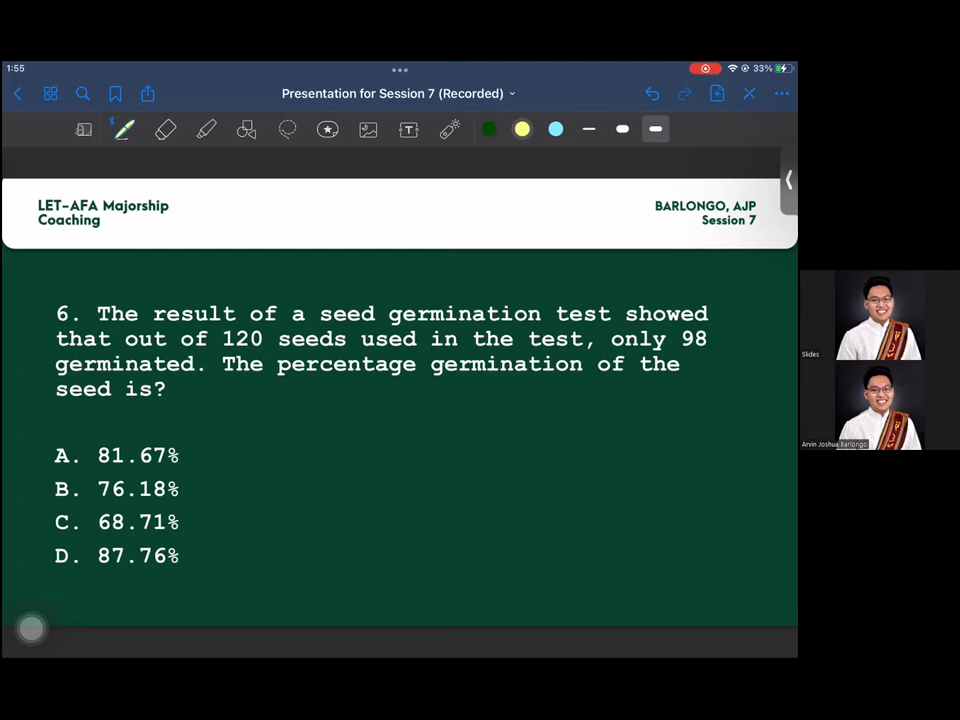 1:55
33%
Presentation for Session 7 (Recorded)
T
LET-AFA Majorship
Coaching
BARLONGO, AJP
Session 7
6. The result of a seed germination test showed
that out of 120 seeds used in the test, only 98
germinated. The percentage germination of the
seed is?
A. 81.67%
B. 76.18%
C. 68.71%
D. 87.76%
Slides
Arvin Joshua Barlongo